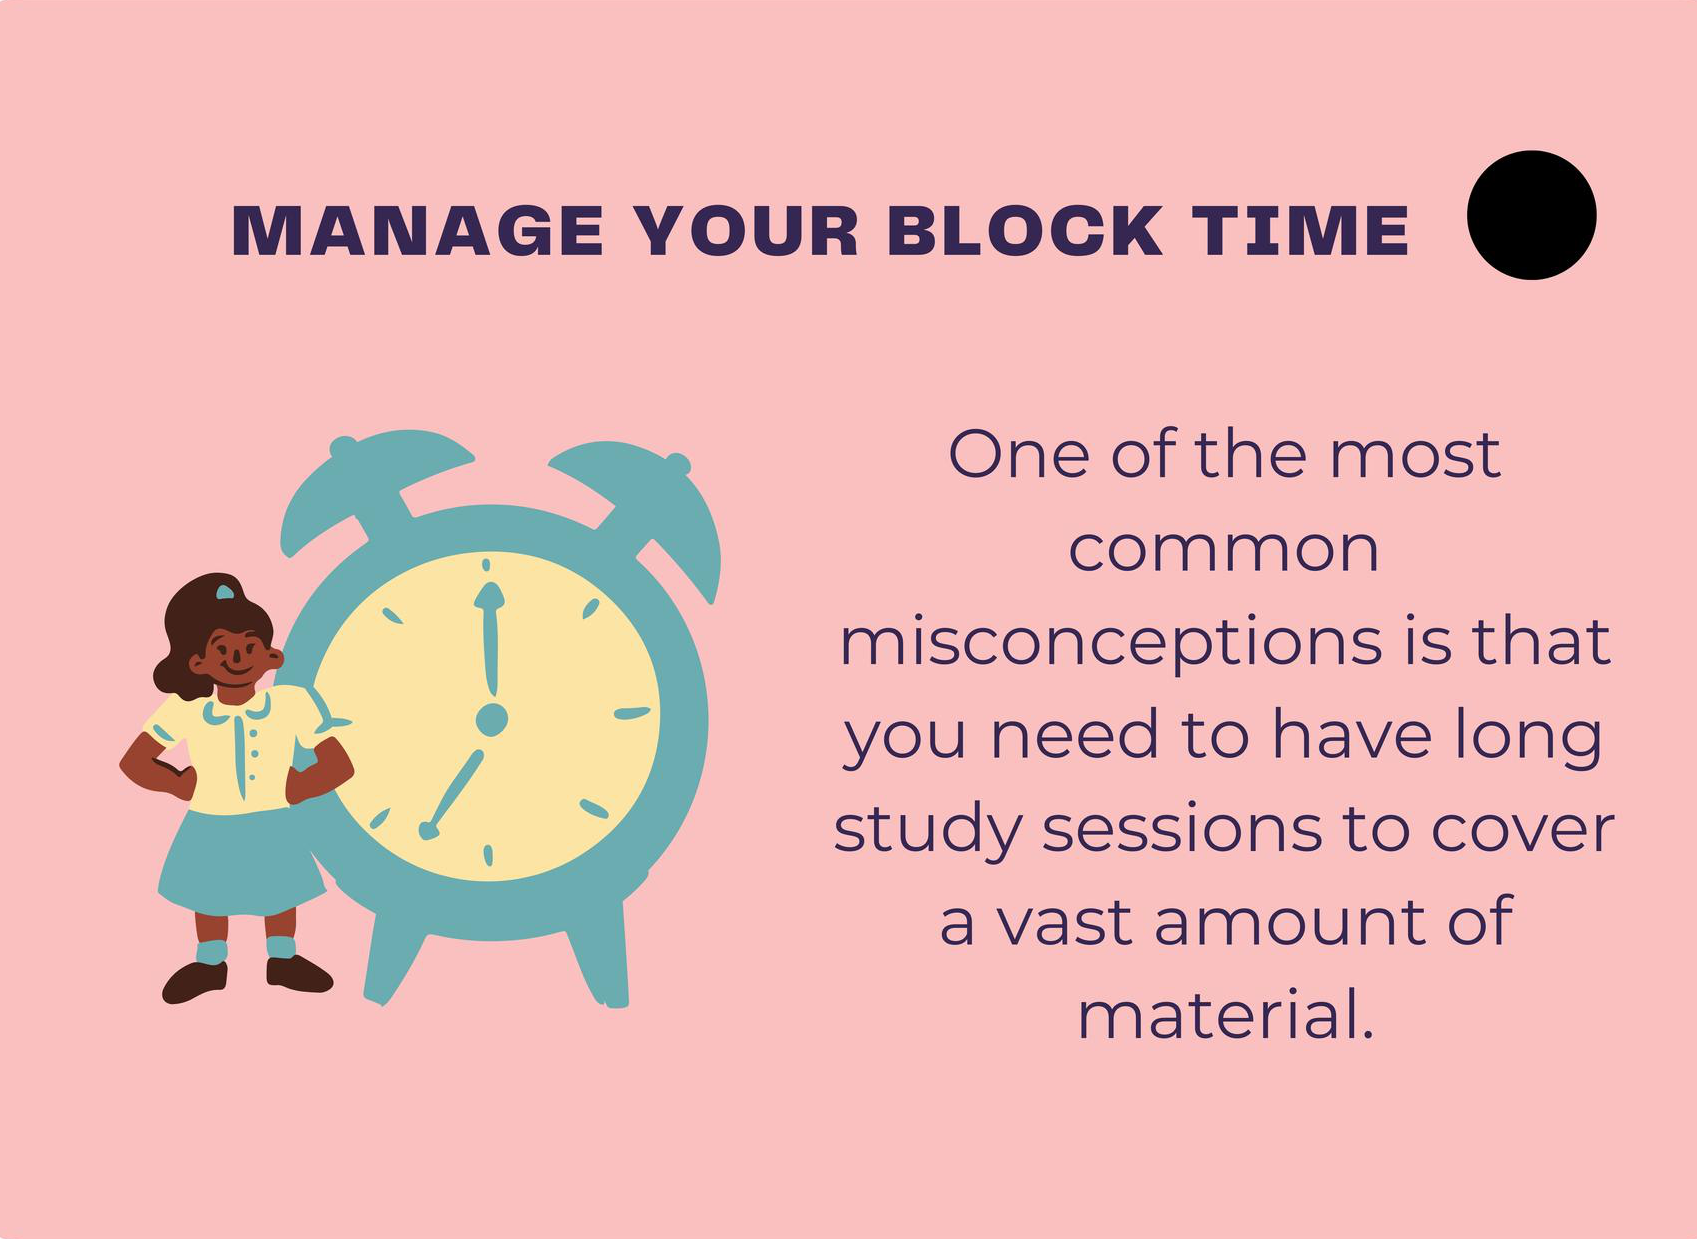 MANAGE YOUR BLOCK TIME
One of the most
common
misconceptions is that
you need to have long
study sessions to cover
a vast amount of
material.